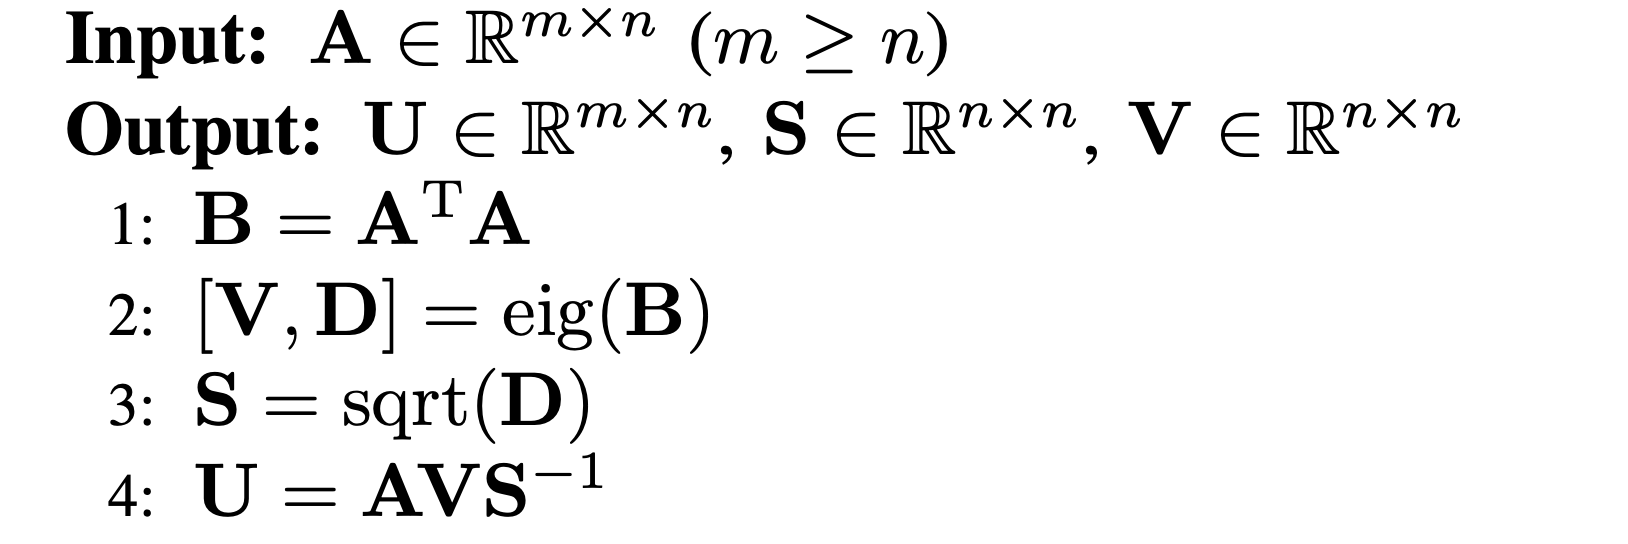 Input: A ∈ ℝ^{m×n} (m ≥ n)
Output: U ∈ ℝ^{m×n}, S ∈ ℝ^{n×n}, V ∈ ℝ^{n×n}
1: B = A^T A
2: [V, D] = eig(B)
3: S = sqrt(D)
4: U = AVS^{−1}